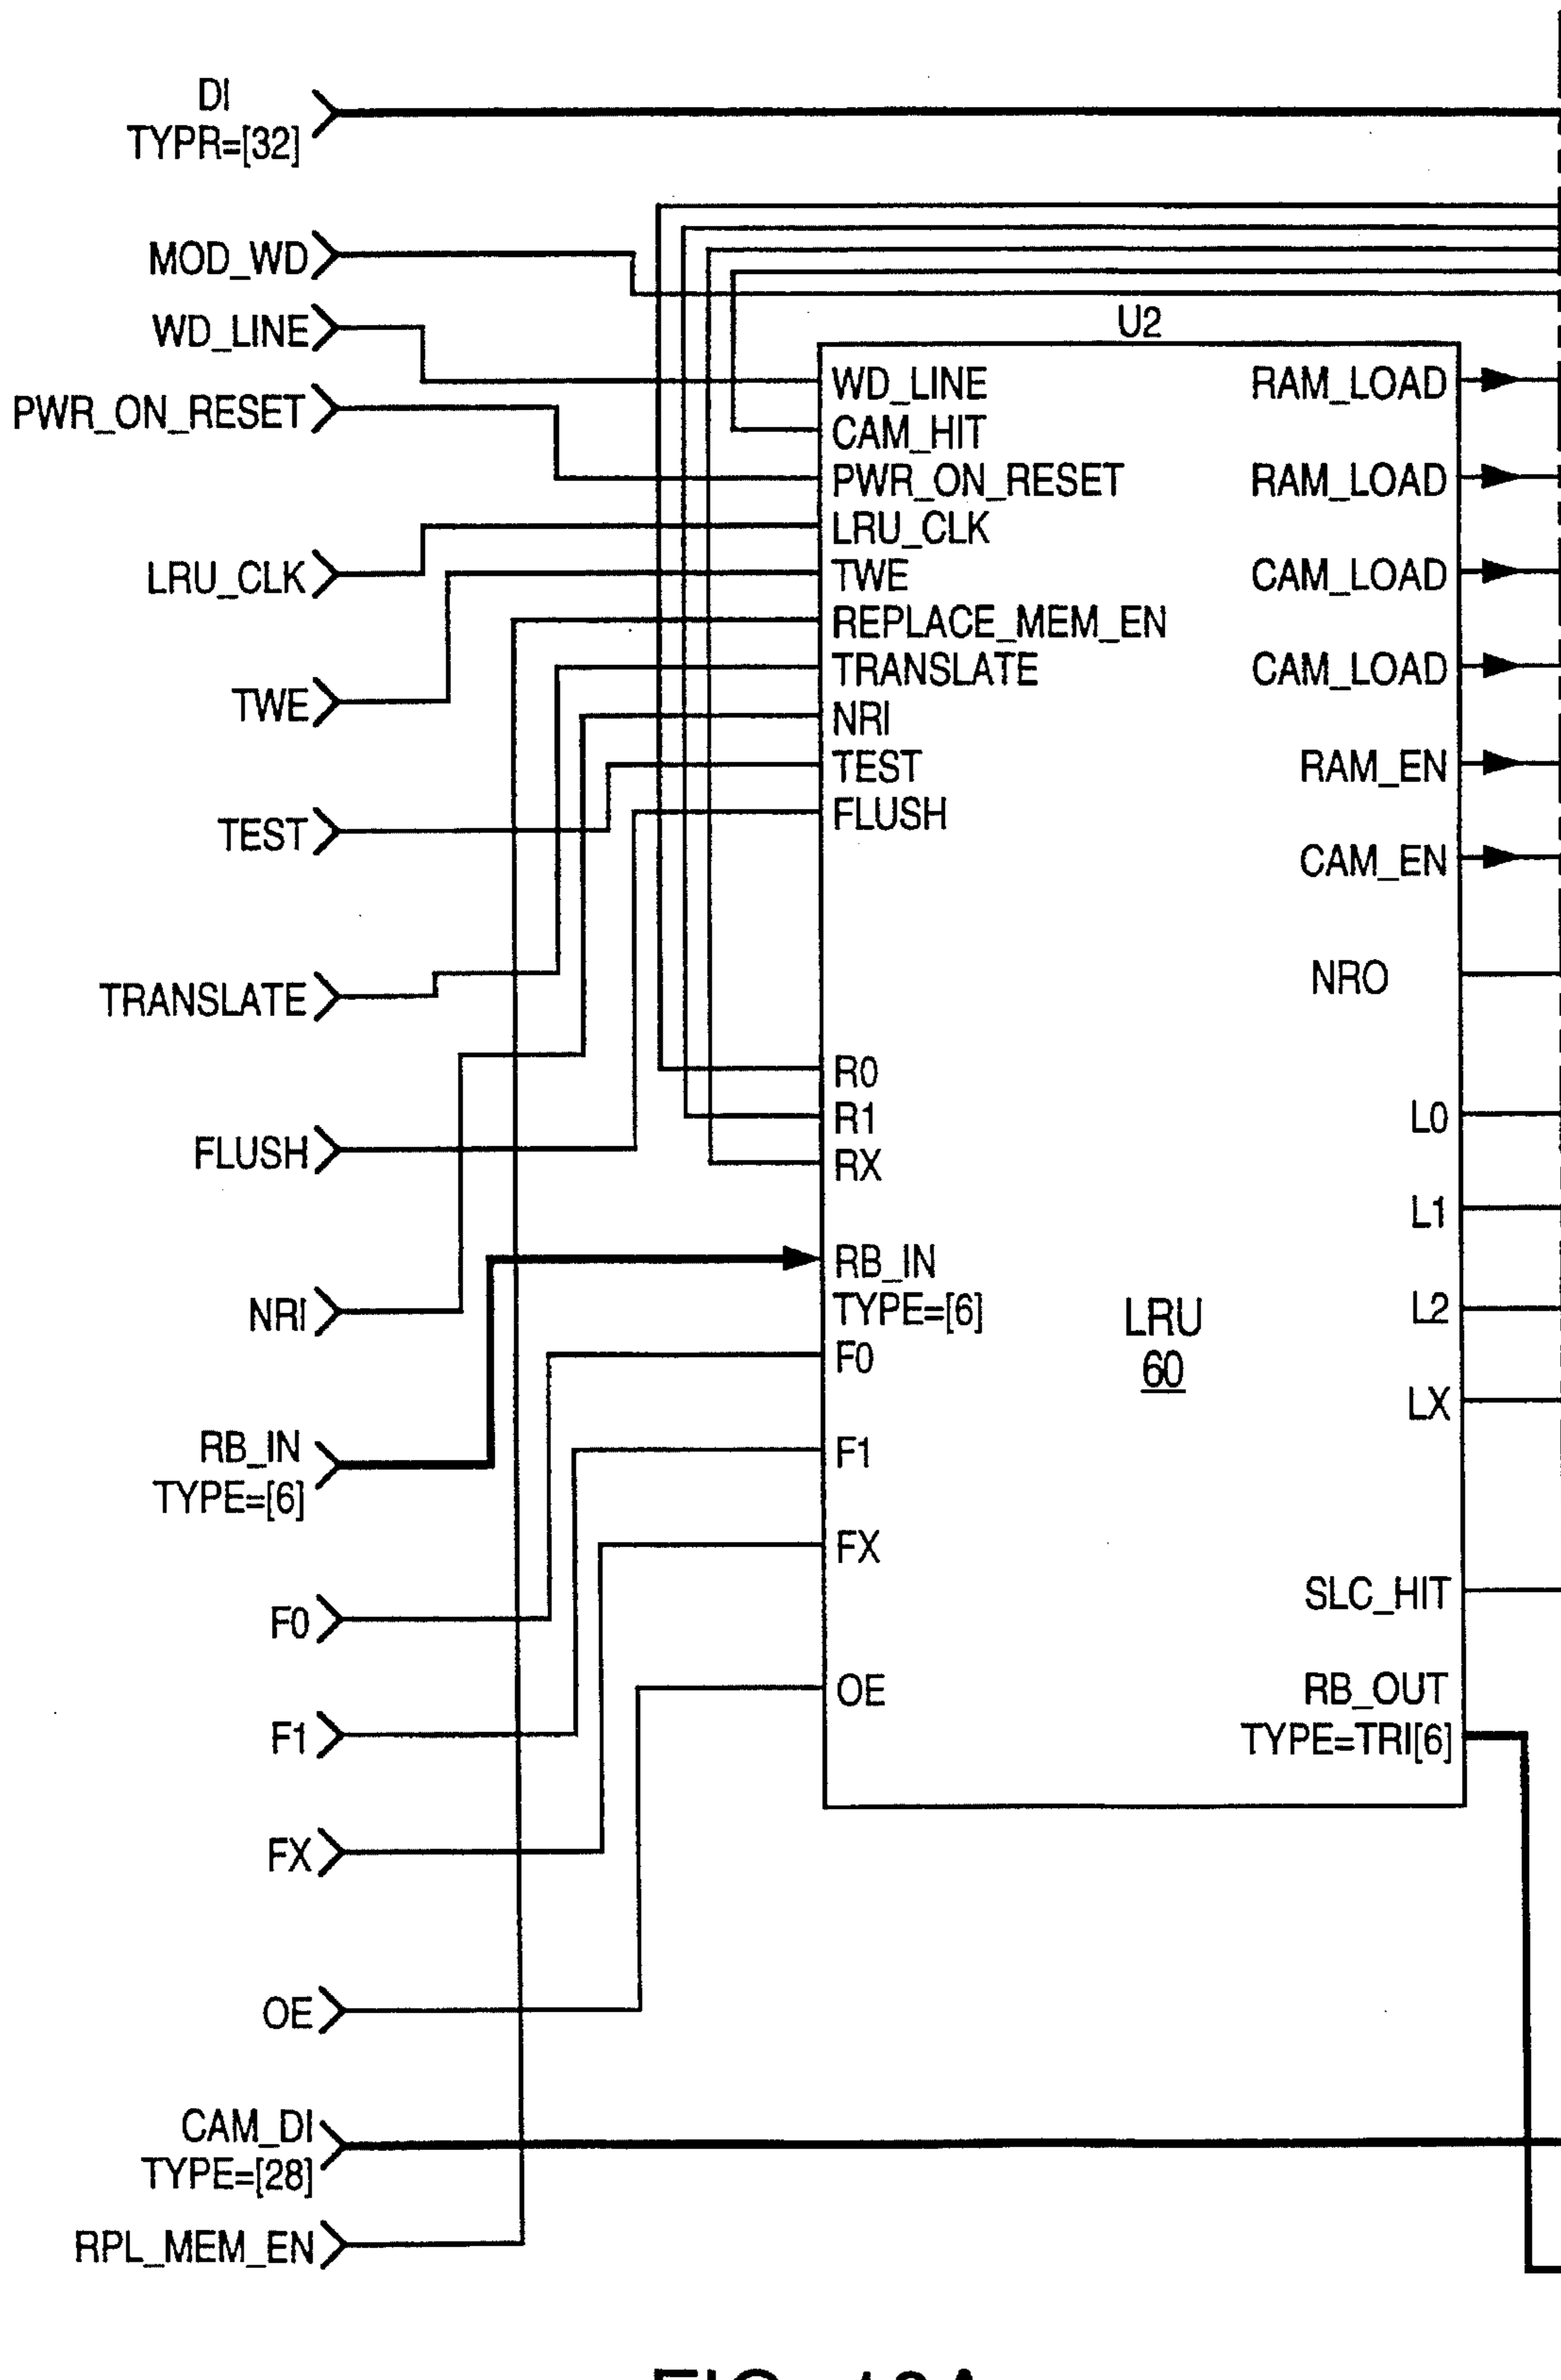 DI
TYPR=[32]
MOD_WD
WD_LINE
PWR_ON_RESET
LRU_CLK
TWE
TEST
TRANSLATE
FLUSH
NRI
RB_IN
TYPE=[6]
F0
F1
FX
OE
CAM_DI
TYPE=[28]
RPL_MEM_EN
U2
WD_LINE
CAM_HIT
PWR_ON_RESET
LRU_CLK
TWE
REPLACE_MEM_EN
TRANSLATE
NRI
TEST
FLUSH
R0
R1
RX
RB_IN
TYPE=[6]
F0
F1
FX
OE
LRU
60
RAM_LOAD
RAM_LOAD
CAM_LOAD
CAM_LOAD
RAM_EN
CAM_EN
NRO
L0
L1
L2
LX
SLC_HIT
RB_OUT
TYPE=TRI[6]